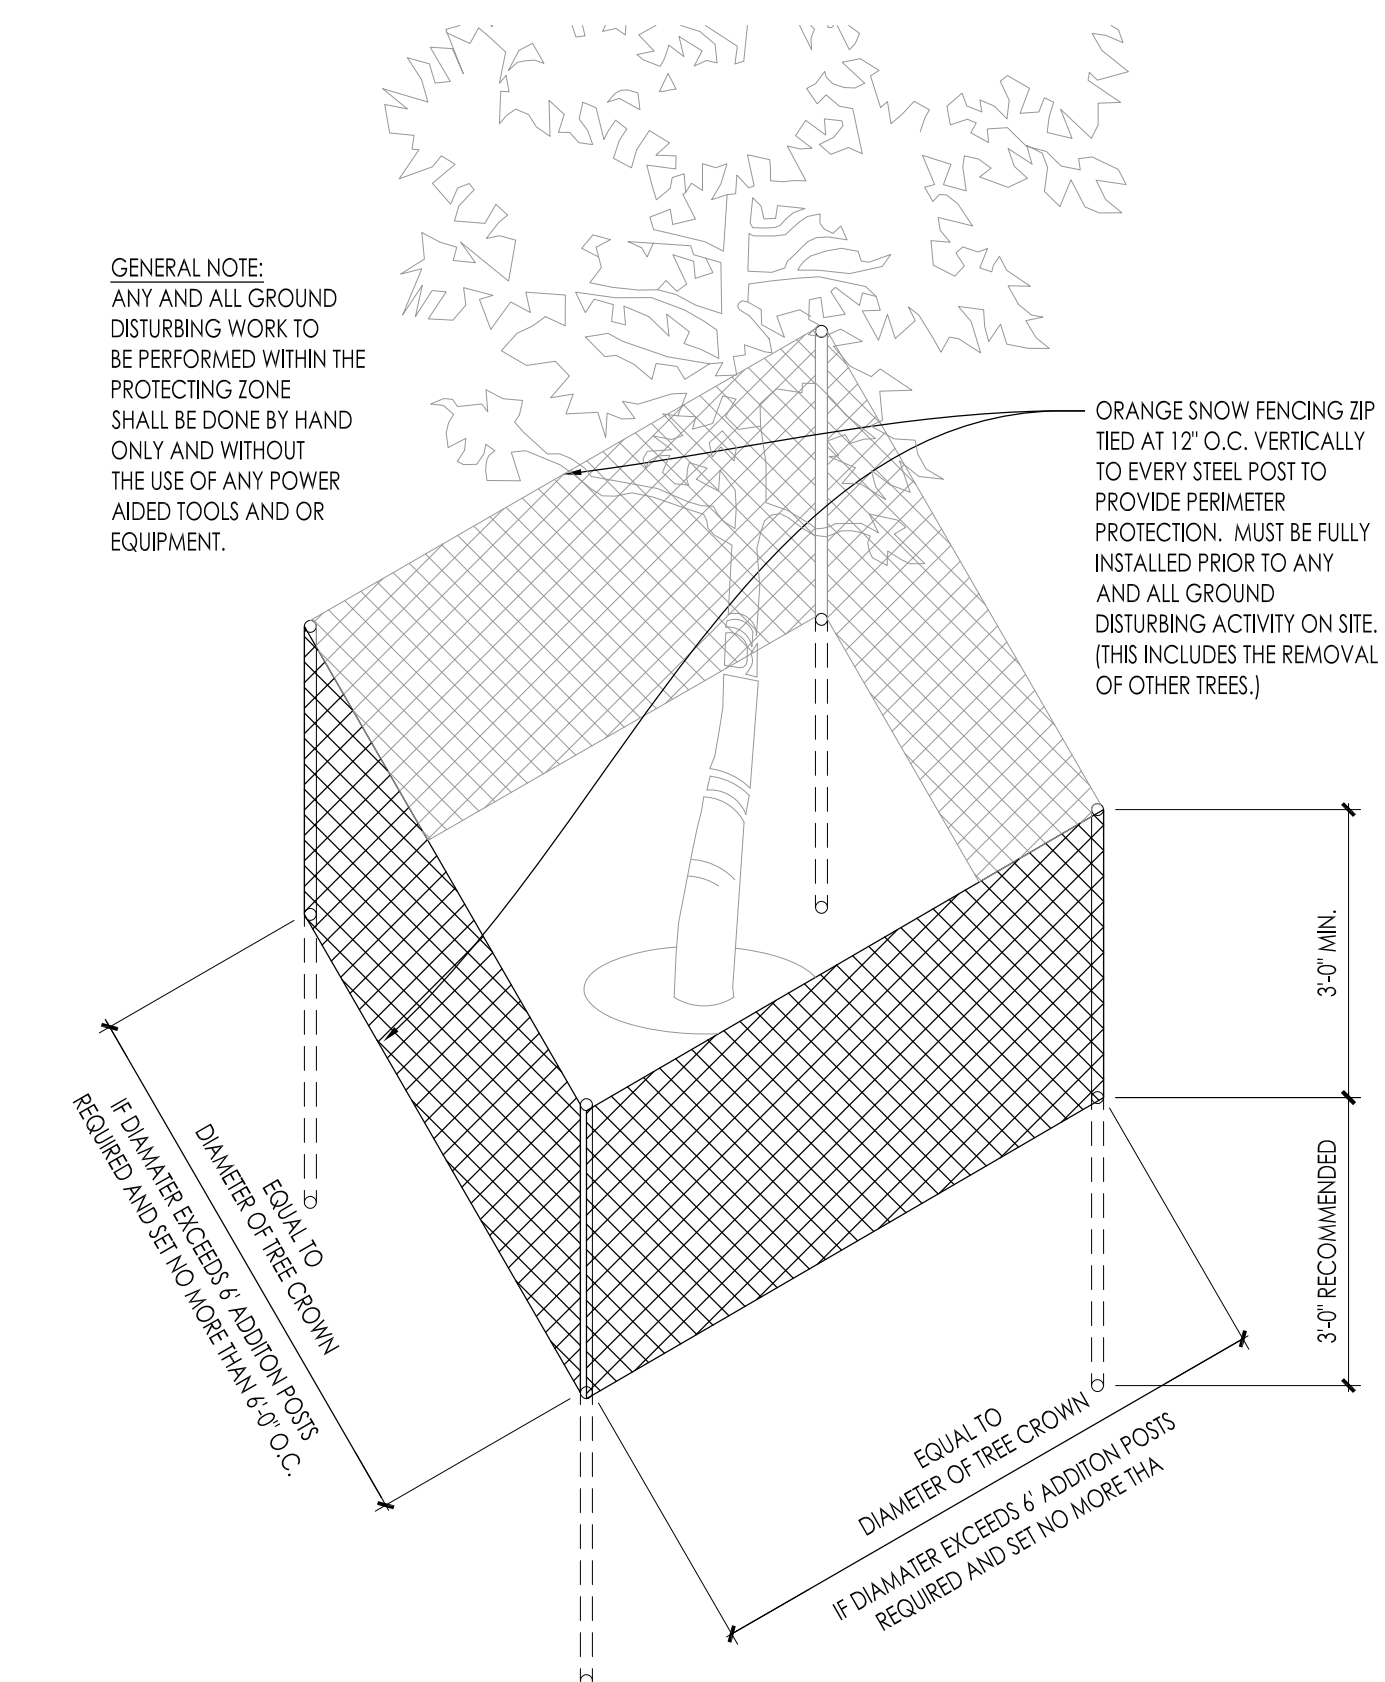 GENERAL NOTE:
ANY AND ALL GROUND
DISTURBING WORK TO
BE PERFORMED WITHIN THE
PROTECTING ZONE
SHALL BE DONE BY HAND
ONLY AND WITHOUT
THE USE OF ANY POWER
AIDED TOOLS AND OR
EQUIPMENT.
ORANGE SNOW FENCING ZIP
TIED AT 12" O.C. VERTICALLY
TO EVERY STEEL POST TO
PROVIDE PERIMETER
PROTECTION. MUST BE FULLY
INSTALLED PRIOR TO ANY
AND ALL GROUND
DISTURBING ACTIVITY ON SITE.
(THIS INCLUDES THE REMOVAL
OF OTHER TREES.)
3'-0" MIN.
3'-0" RECOMMENDED
EQUAL TO
DIAMETER OF TREE CROWN
IF DIAMATER EXCEEDS 6' ADDITON POSTS
REQUIRED AND SET NO MORE THAN 6'-0" O.C.
EQUAL TO
DIAMETER OF TREE CROWN
IF DIAMATER EXCEEDS 6' ADDITON POSTS
REQUIRED AND SET NO MORE THA